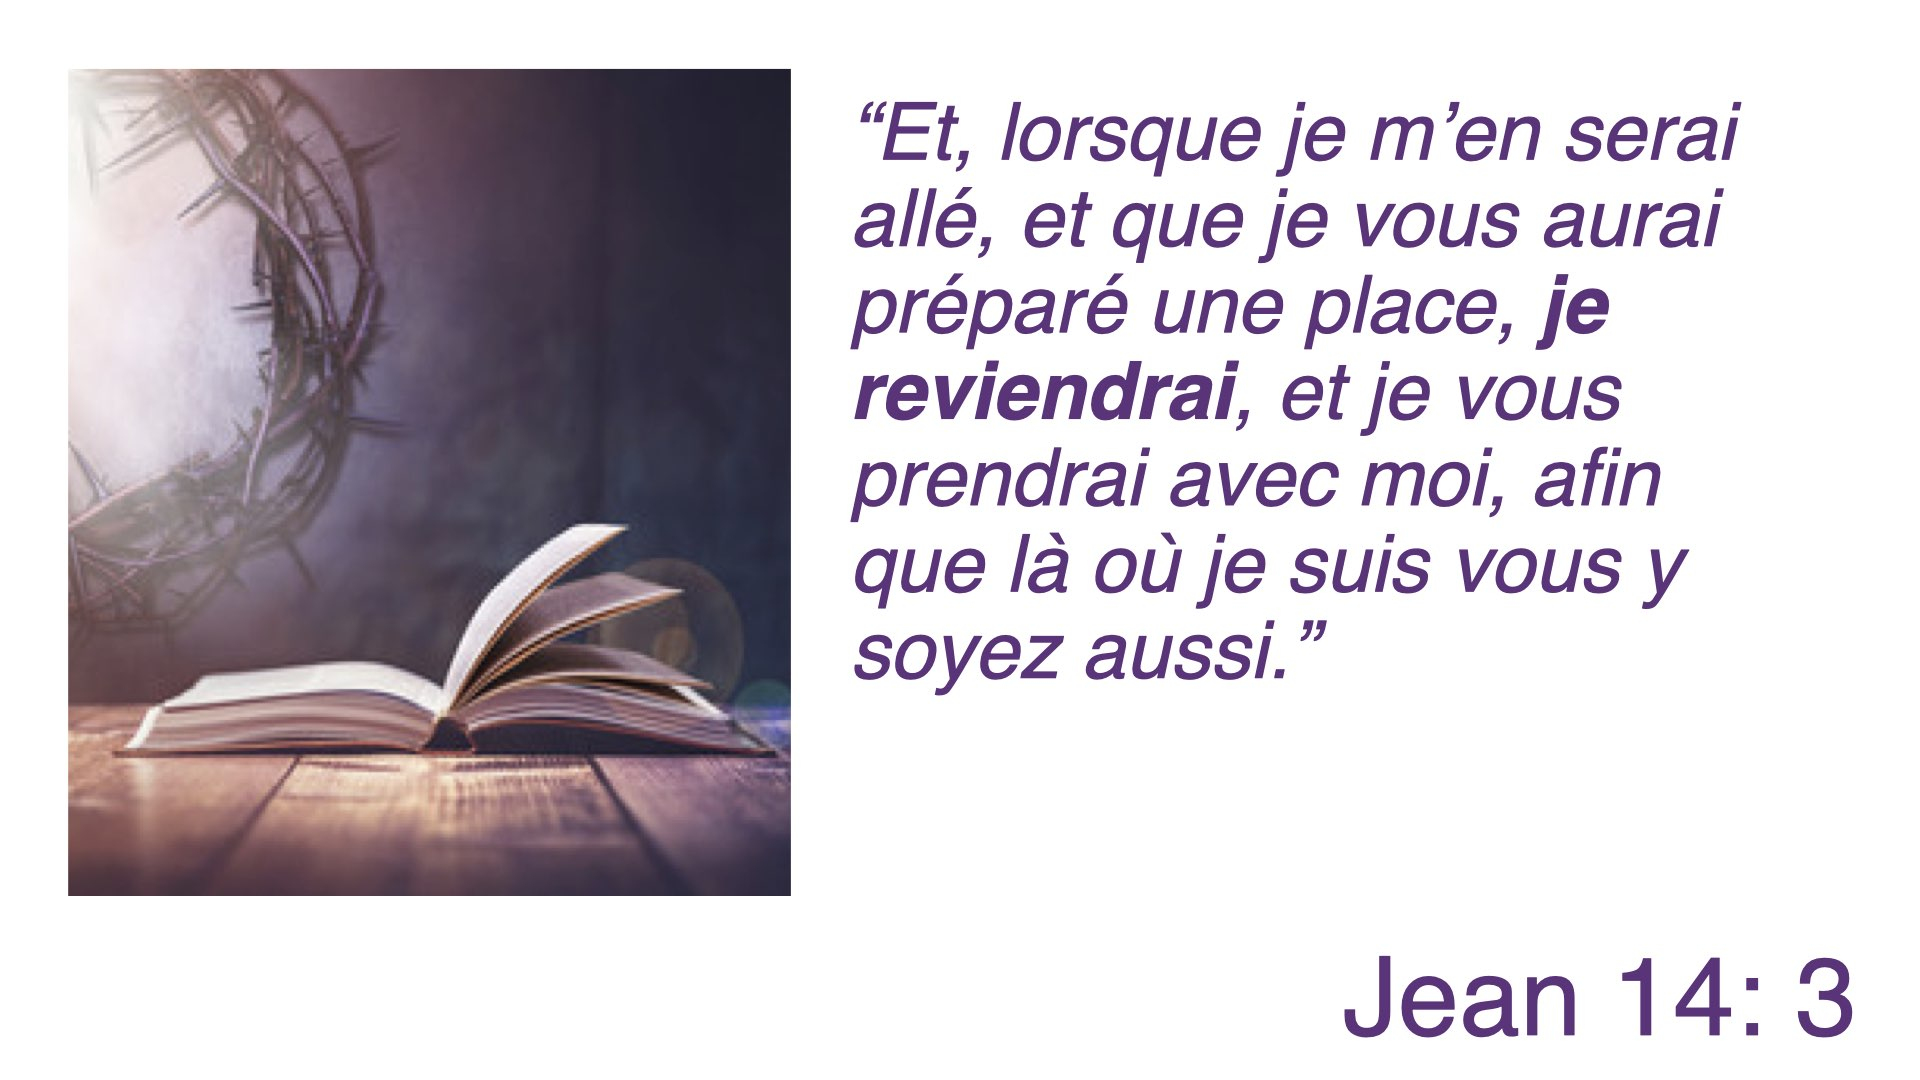 “Et, lorsque je m’en serai
allé, et que je vous aurai
préparé une place, je
reviendrai, et je vous
prendrai avec moi, afin
que là où je suis vous y
soyez aussi.”
Jean 14: 3